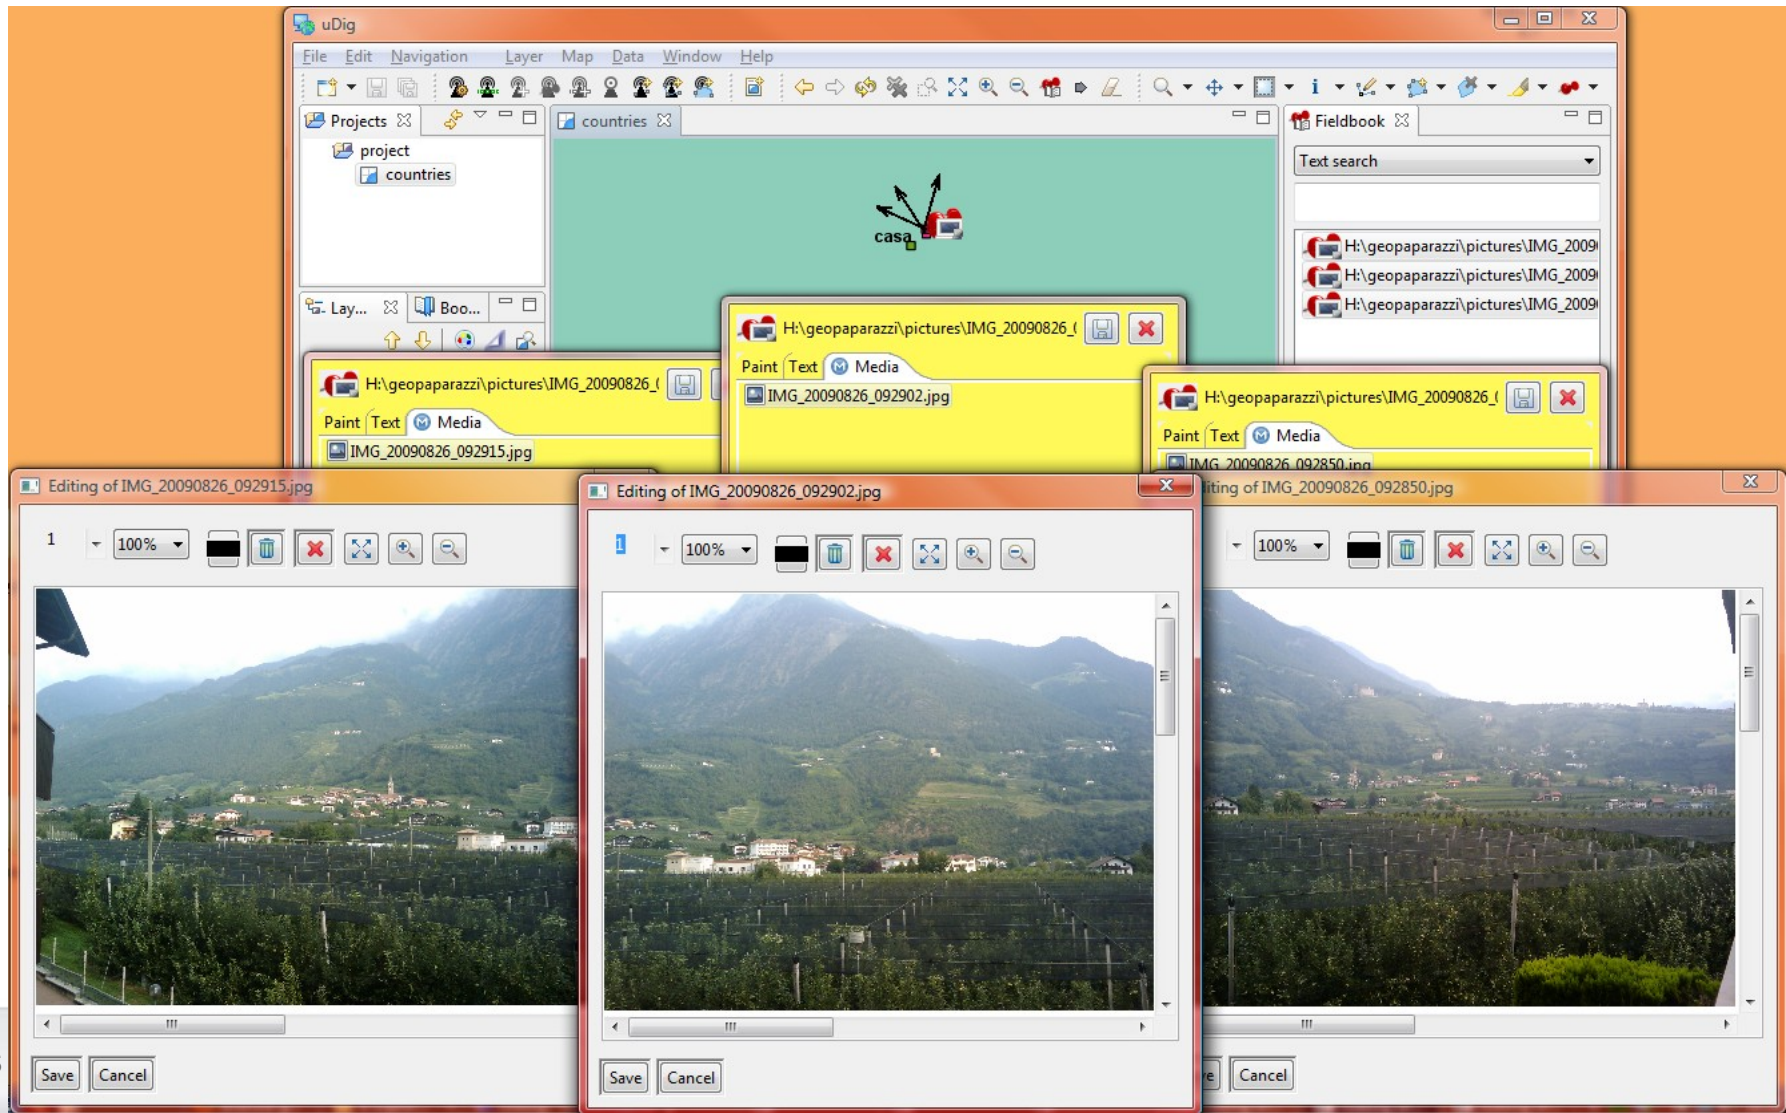 uDig
File Edit Navigation Layer Map Data Window Help
Projects
countries
Fieldbook
project
countries
Text search
casa
H:\geopaparazzi\pictures\IMG_2009
H:\geopaparazzi\pictures\IMG_2009
H:\geopaparazzi\pictures\IMG_2009
Lay...
Boo...
H:\geopaparazzi\pictures\IMG_20090826_(
Paint Text Media
IMG_20090826_092902.jpg
H:\geopaparazzi\pictures\IMG_20090826_(
Paint Text Media
IMG_20090826_092915.jpg
H:\geopaparazzi\pictures\IMG_20090826_(
Paint Text Media
IMG_20090826_092850.jpg
Editing of IMG_20090826_092915.jpg
1 100%
Save Cancel
Editing of IMG_20090826_092902.jpg
1 100%
Save Cancel
iting of IMG_20090826_092850.jpg
100%
e Cancel